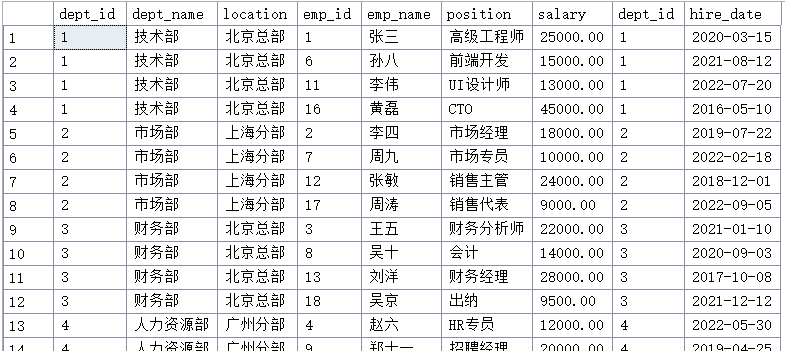 dept_id dept_name location emp_id emp_name position salary dept_id hire_date
1 1 技术部 北京总部 1 张三 高级工程师 25000.00 1 2020-03-15
2 1 技术部 北京总部 6 孙八 前端开发 15000.00 1 2021-08-12
3 1 技术部 北京总部 11 李伟 UI设计师 13000.00 1 2022-07-20
4 1 技术部 北京总部 16 黄磊 CTO 45000.00 1 2016-05-10
5 2 市场部 上海分部 2 李四 市场经理 18000.00 2 2019-07-22
6 2 市场部 上海分部 7 周九 市场专员 10000.00 2 2022-02-18
7 2 市场部 上海分部 12 张敏 销售主管 24000.00 2 2018-12-01
8 2 市场部 上海分部 17 周涛 销售代表 9000.00 2 2022-09-05
9 3 财务部 北京总部 3 王五 财务分析师 22000.00 3 2021-01-10
10 3 财务部 北京总部 8 吴十 会计 14000.00 3 2020-09-03
11 3 财务部 北京总部 13 刘洋 财务经理 28000.00 3 2017-10-08
12 3 财务部 北京总部 18 吴京 出纳 9500.00 3 2021-12-12
13 4 人力资源部 广州分部 4 赵六 HR专员 12000.00 4 2022-05-30
14 4 人力资源部 广州分部 9 郑十一 招聘经理 20000.00 4 2019-04-25